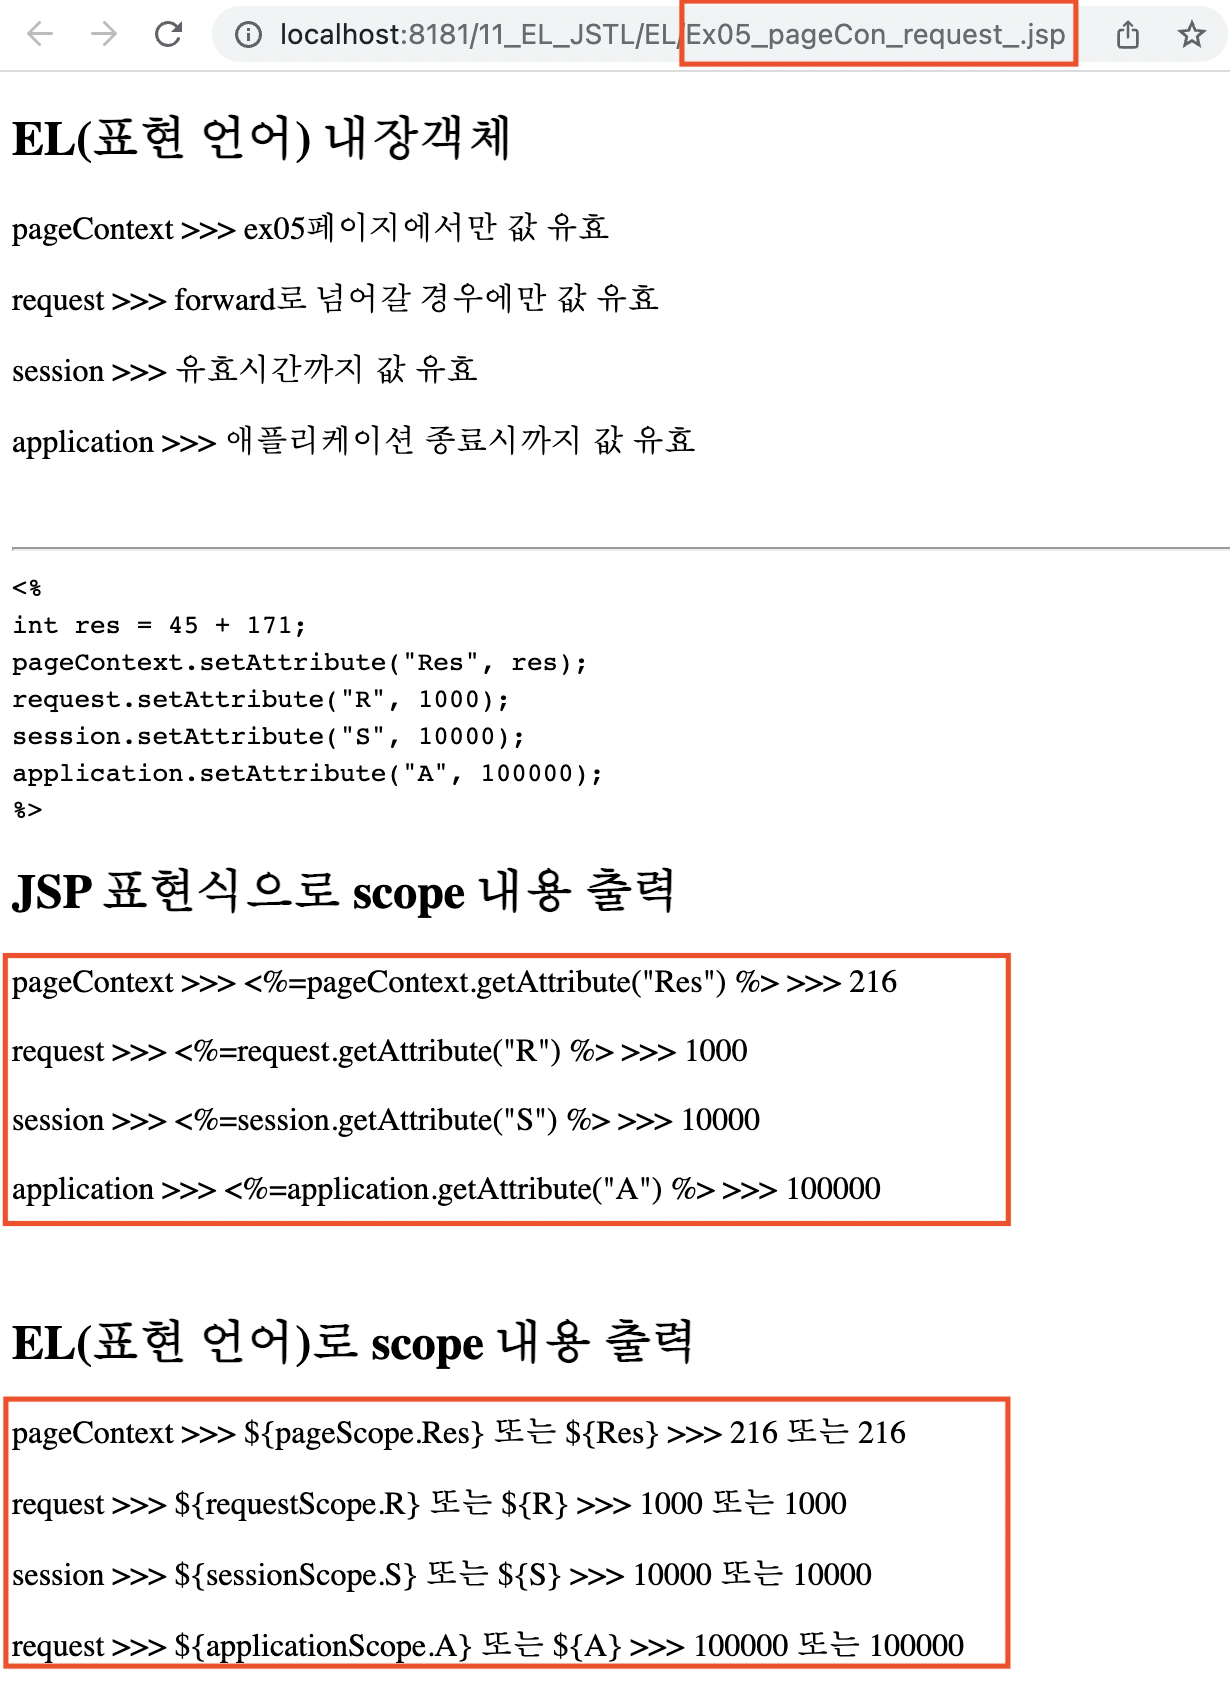 localhost:8181/11_EL_JSTL/EL/Ex05_pageCon_request_.jsp
EL(표현 언어) 내장객체
pageContext >>> ex05페이지에서만 값 유효
request >>> forward로 넘어갈 경우에만 값 유효
session >>> 유효시간까지 값 유효
application >>> 애플리케이션 종료시까지 값 유효
<%
int res = 45 + 171;
pageContext.setAttribute("Res", res);
request.setAttribute("R", 1000);
session.setAttribute("S", 10000);
application.setAttribute("A", 100000);
%>
JSP 표현식으로 scope 내용 출력
pageContext >>> <%=pageContext.getAttribute("Res") %> >>> 216
request >>> <%=request.getAttribute("R") %> >>> 1000
session >>> <%=session.getAttribute("S") %> >>> 10000
application >>> <%=application.getAttribute("A") %> >>> 100000
EL(표현 언어)로 scope 내용 출력
pageContext >>> ${pageScope.Res} 또는 ${Res} >>> 216 또는 216
request >>> ${requestScope.R} 또는 ${R} >>> 1000 또는 1000
session >>> ${sessionScope.S} 또는 ${S} >>> 10000 또는 10000
request >>> ${applicationScope.A} 또는 ${A} >>> 100000 또는 100000